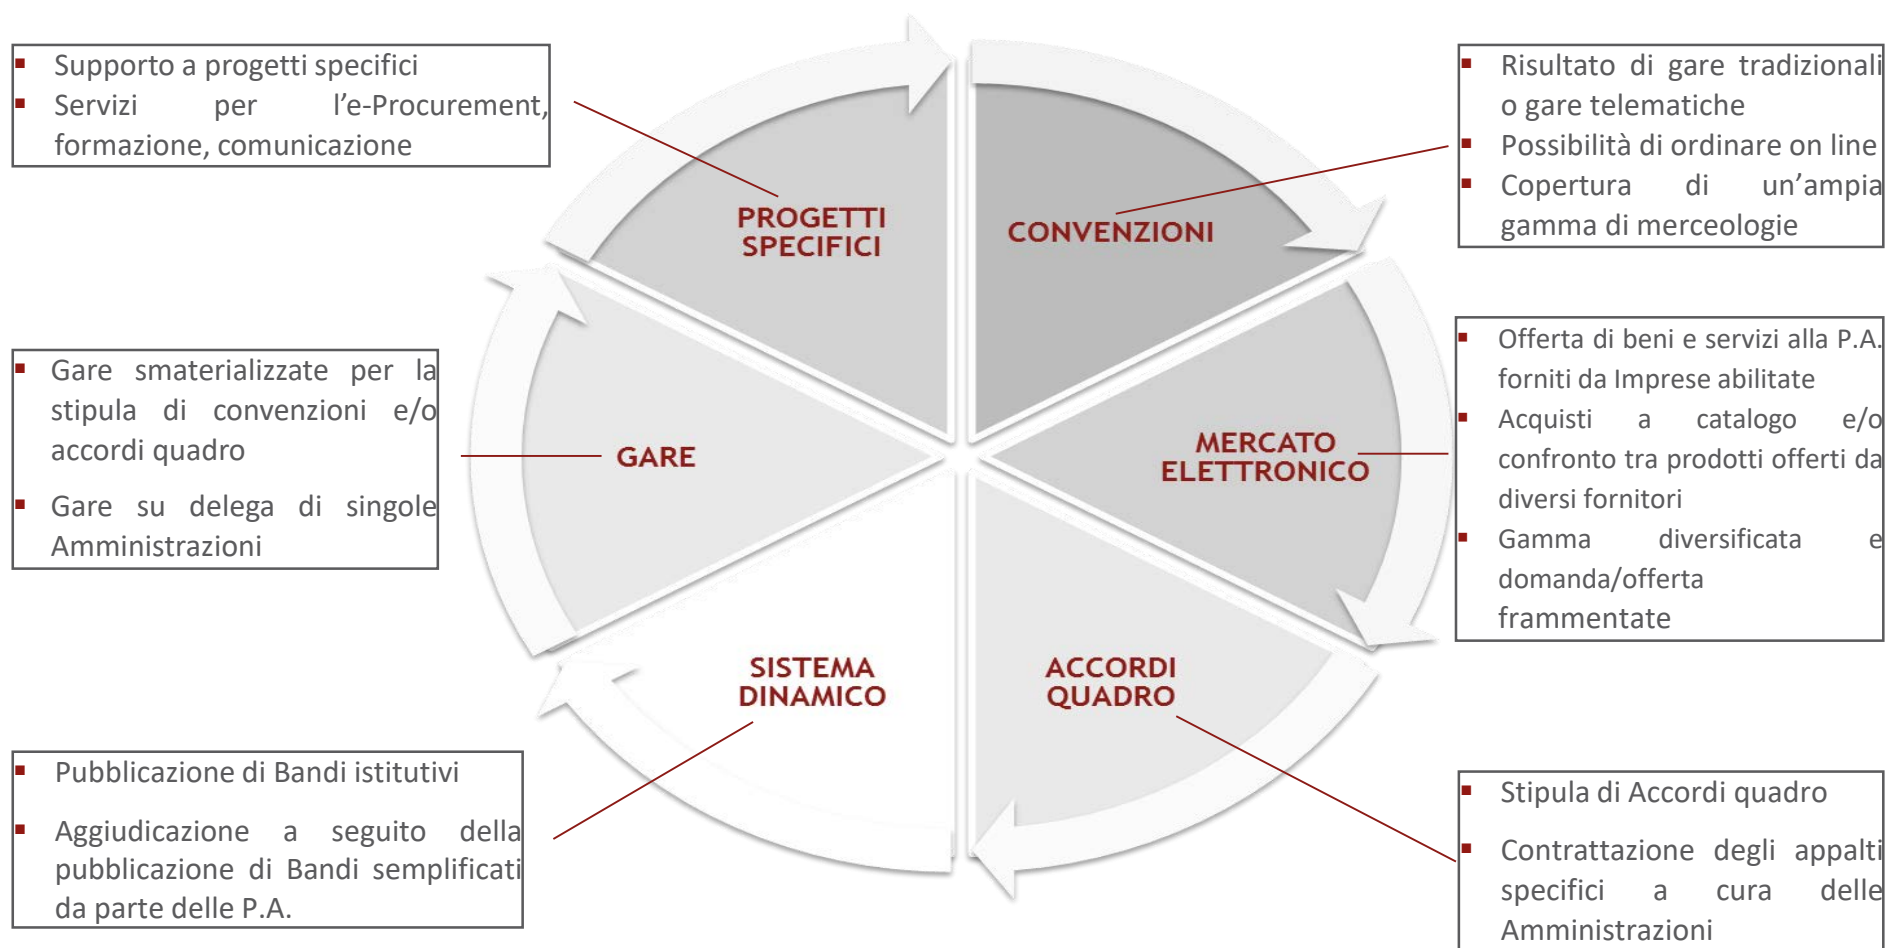 ▪ Supporto a progetti specifici
▪ Servizi per l'e-Procurement,
formazione, comunicazione
▪ Risultato di gare tradizionali
o gare telematiche
▪ Possibilità di ordinare on line
▪ Copertura di un’ampia
gamma di merceologie
PROGETTI
SPECIFICI
CONVENZIONI
▪ Gare smaterializzate per la
stipula di convenzioni e/o
accordi quadro
▪ Gare su delega di singole
Amministrazioni
GARE
MERCATO
ELETTRONICO
▪ Offerta di beni e servizi alla P.A.
forniti da Imprese abilitate
▪ Acquisti a catalogo e/o
confronto tra prodotti offerti da
diversi fornitori
▪ Gamma diversificata e
domanda/offerta
frammentate
SISTEMA
DINAMICO
ACCORDI
QUADRO
▪ Pubblicazione di Bandi istitutivi
▪ Aggiudicazione a seguito della
pubblicazione di Bandi semplificati
da parte delle P.A.
▪ Stipula di Accordi quadro
▪ Contrattazione degli appalti
specifici a cura delle
Amministrazioni